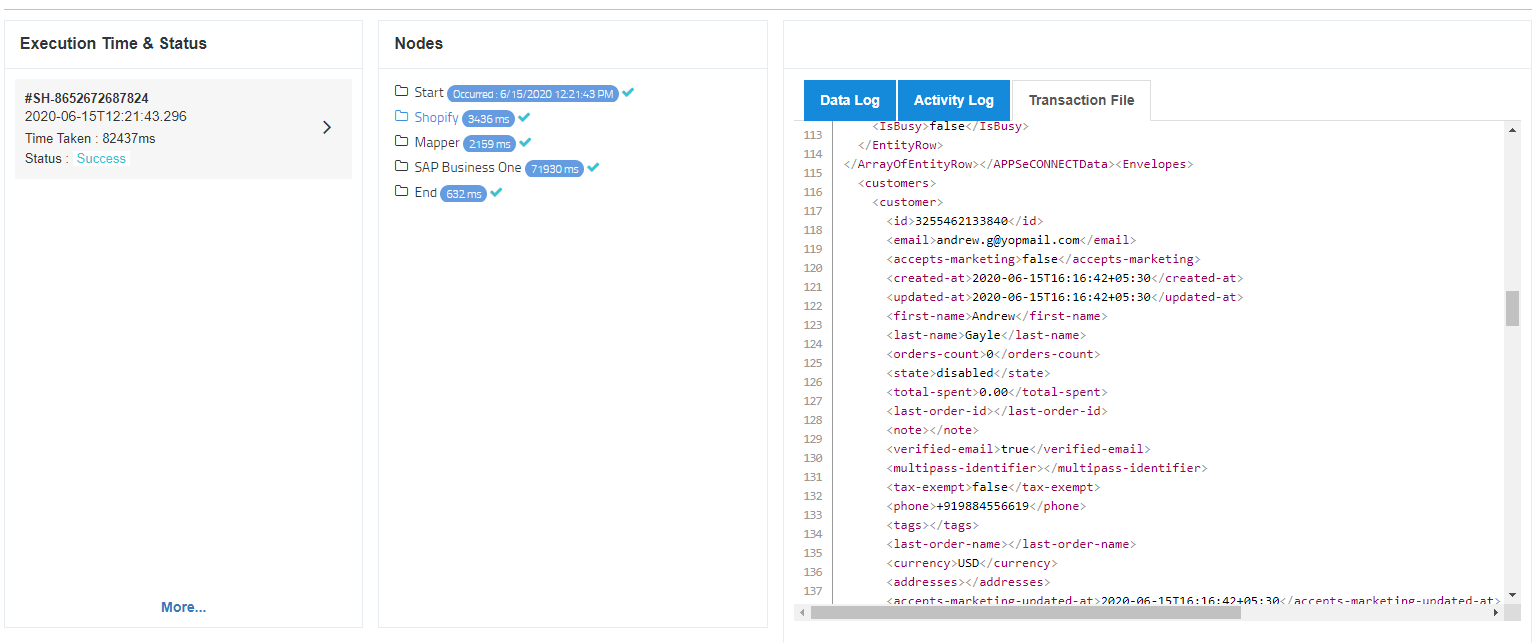 Execution Time & Status
#SH-8652672687824
2020-06-15T12:21:43.296
Time Taken : 82437ms
Status : Success
More...
Nodes
Start Occurred : 6/15/2020 12:21:43 PM
Shopify 3436 ms
Mapper 2159 ms
SAP Business One 71930 ms
End 632 ms
Data Log Activity Log Transaction File
<IsBusy>false</IsBusy>
113
</EntityRow>
114
</ArrayOfEntityRow></APPSeCONNECTData><Envelopes>
115
<customers>
116
<customer>
117
<id>3255462133840</id>
118
<email>andrew.g@yopmail.com</email>
119
<accepts-marketing>false</accepts-marketing>
120
<created-at>2020-06-15T16:16:42+05:30</created-at>
121
<updated-at>2020-06-15T16:16:42+05:30</updated-at>
122
<first-name>Andrew</first-name>
123
<last-name>Gayle</last-name>
124
<orders-count>0</orders-count>
125
<state>disabled</state>
126
<total-spent>0.00</total-spent>
127
<last-order-id></last-order-id>
128
<note></note>
129
<verified-email>true</verified-email>
130
<multipass-identifier></multipass-identifier>
131
<tax-exempt>false</tax-exempt>
132
<phone>+919884556619</phone>
133
<tags></tags>
134
<last-order-name></last-order-name>
135
<currency>USD</currency>
136
<addresses></addresses>
137
<accepts-marketing-updated-at>2020-06-15T16:16:42+05:30</accepts-marketing-updated-at>